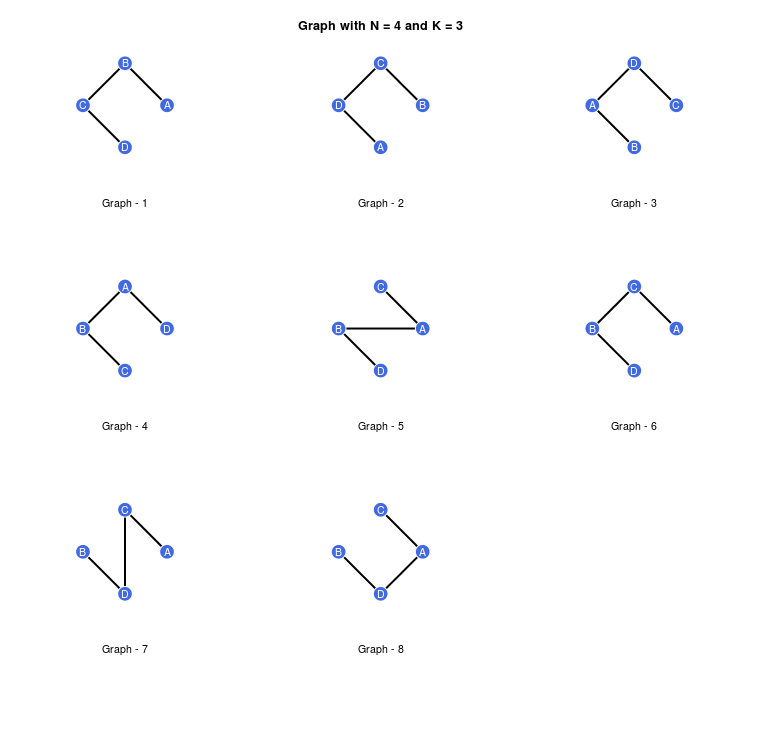 Graph with N = 4 and K = 3
B C D
C A D B A C
D A B
Graph - 1 Graph - 2 Graph - 3
A C C
B D B A B A
C D D
Graph - 4 Graph - 5 Graph - 6
C C
B A B A
D D
Graph - 7 Graph - 8